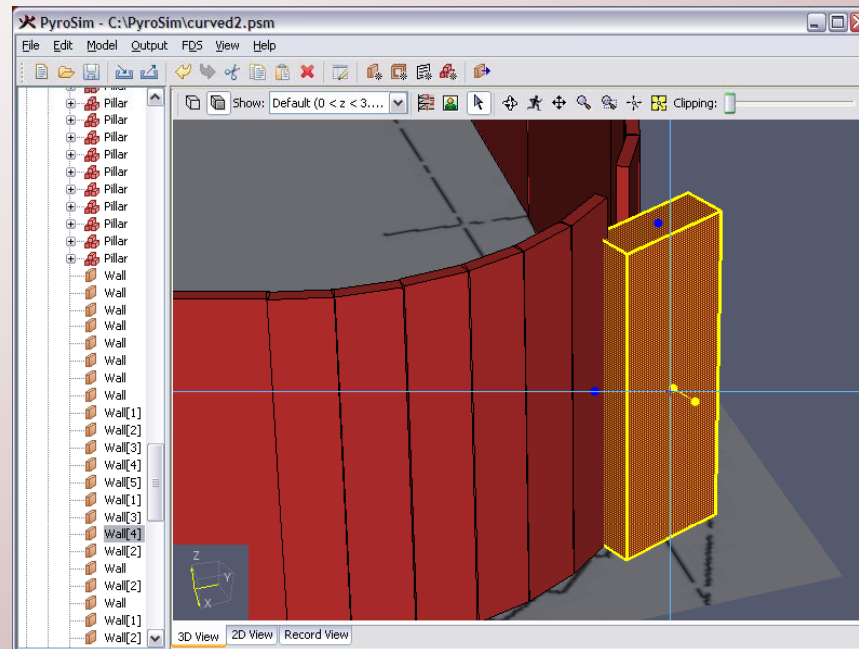 PyroSim - C:\PyroSim\curved2.psm
File Edit Model Output FDS View Help
Show: Default (0 < z < 3.... Clipping:
Pillar
Pillar
Pillar
Pillar
Pillar
Pillar
Pillar
Pillar
Pillar
Pillar
Wall
Wall
Wall
Wall
Wall
Wall
Wall
Wall
Wall[1]
Wall[2]
Wall[3]
Wall[4]
Wall[5]
Wall[1]
Wall[3]
Wall[4]
Wall[2]
Wall
Wall[2]
Wall
Wall[1]
Wall[2]
Z
Y
X
3D View 2D View Record View